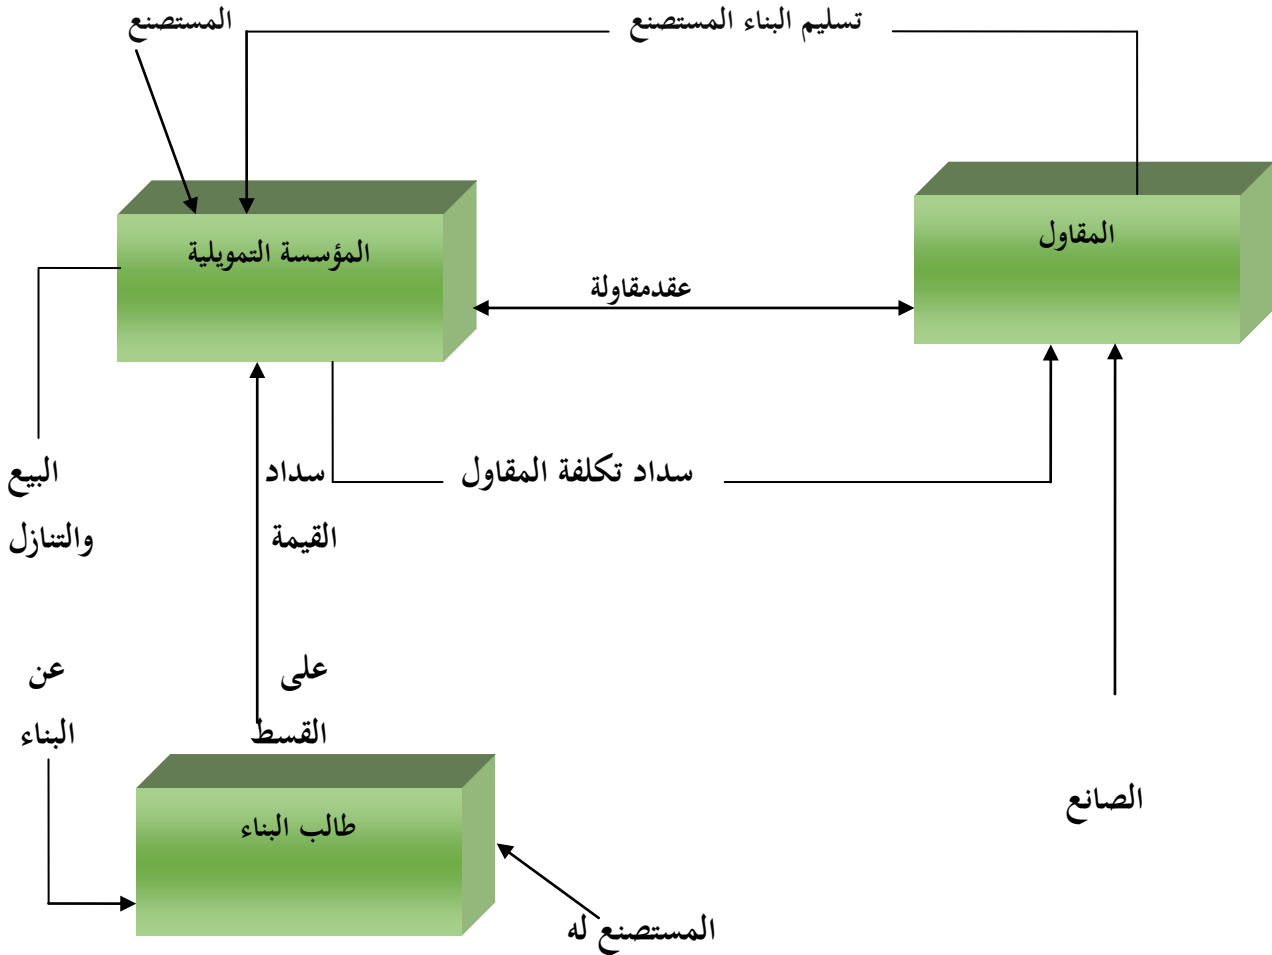 تسليم البناء المستصنع
المستصنع
المقاول
المؤسسة التمويلية
عقدمقاولة
سداد تكلفة المقاول
سداد
القيمة
على
القسط
البيع
والتنازل
عن
البناء
الصانع
طالب البناء
المستصنع له